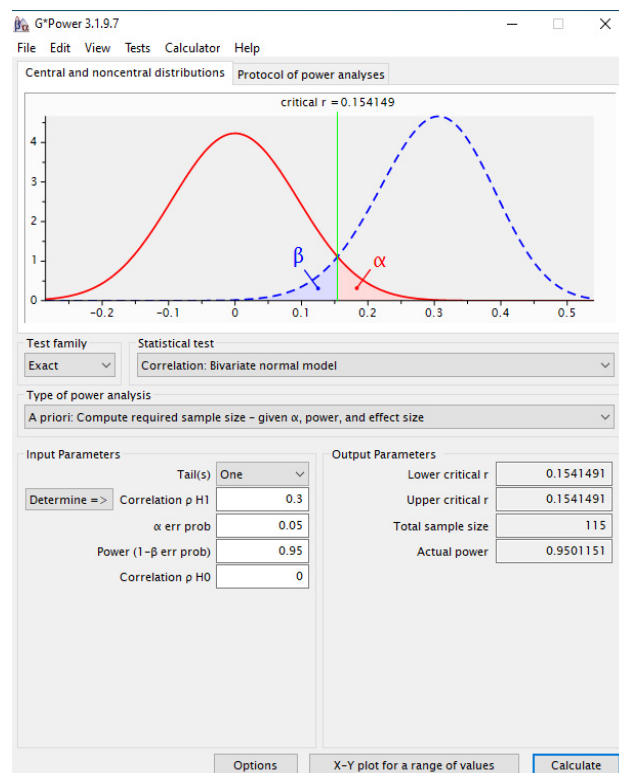 G*Power 3.1.9.7
File Edit View Tests Calculator Help
Central and noncentral distributions Protocol of power analyses
critical r = 0.154149
4
3
2
1
0
β
α
-0.2 -0.1 0 0.1 0.2 0.3 0.4 0.5
Test family Statistical test
Exact Correlation: Bivariate normal model
Type of power analysis
A priori: Compute required sample size – given α, power, and effect size
Input Parameters
Tail(s) One
Determine => Correlation ρ H1 0.3
α err prob 0.05
Power (1-β err prob) 0.95
Correlation ρ H0 0
Output Parameters
Lower critical r 0.1541491
Upper critical r 0.1541491
Total sample size 115
Actual power 0.9501151
Options X-Y plot for a range of values Calculate